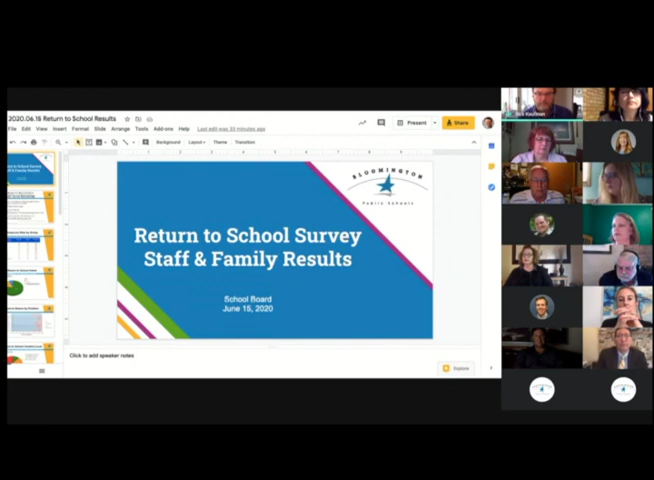 2020.06.15 Return to School Results
File Edit View Insert Format Slide Arrange Tools Add-ons Help Last edit was 33 minutes ago
Present
Share
Background Layout Theme Transition
BLOOMINGTON
Public Schools
Return to School Survey
Staff & Family Results
School Board
June 15, 2020
Click to add speaker notes
Explore
Rick Kaufman